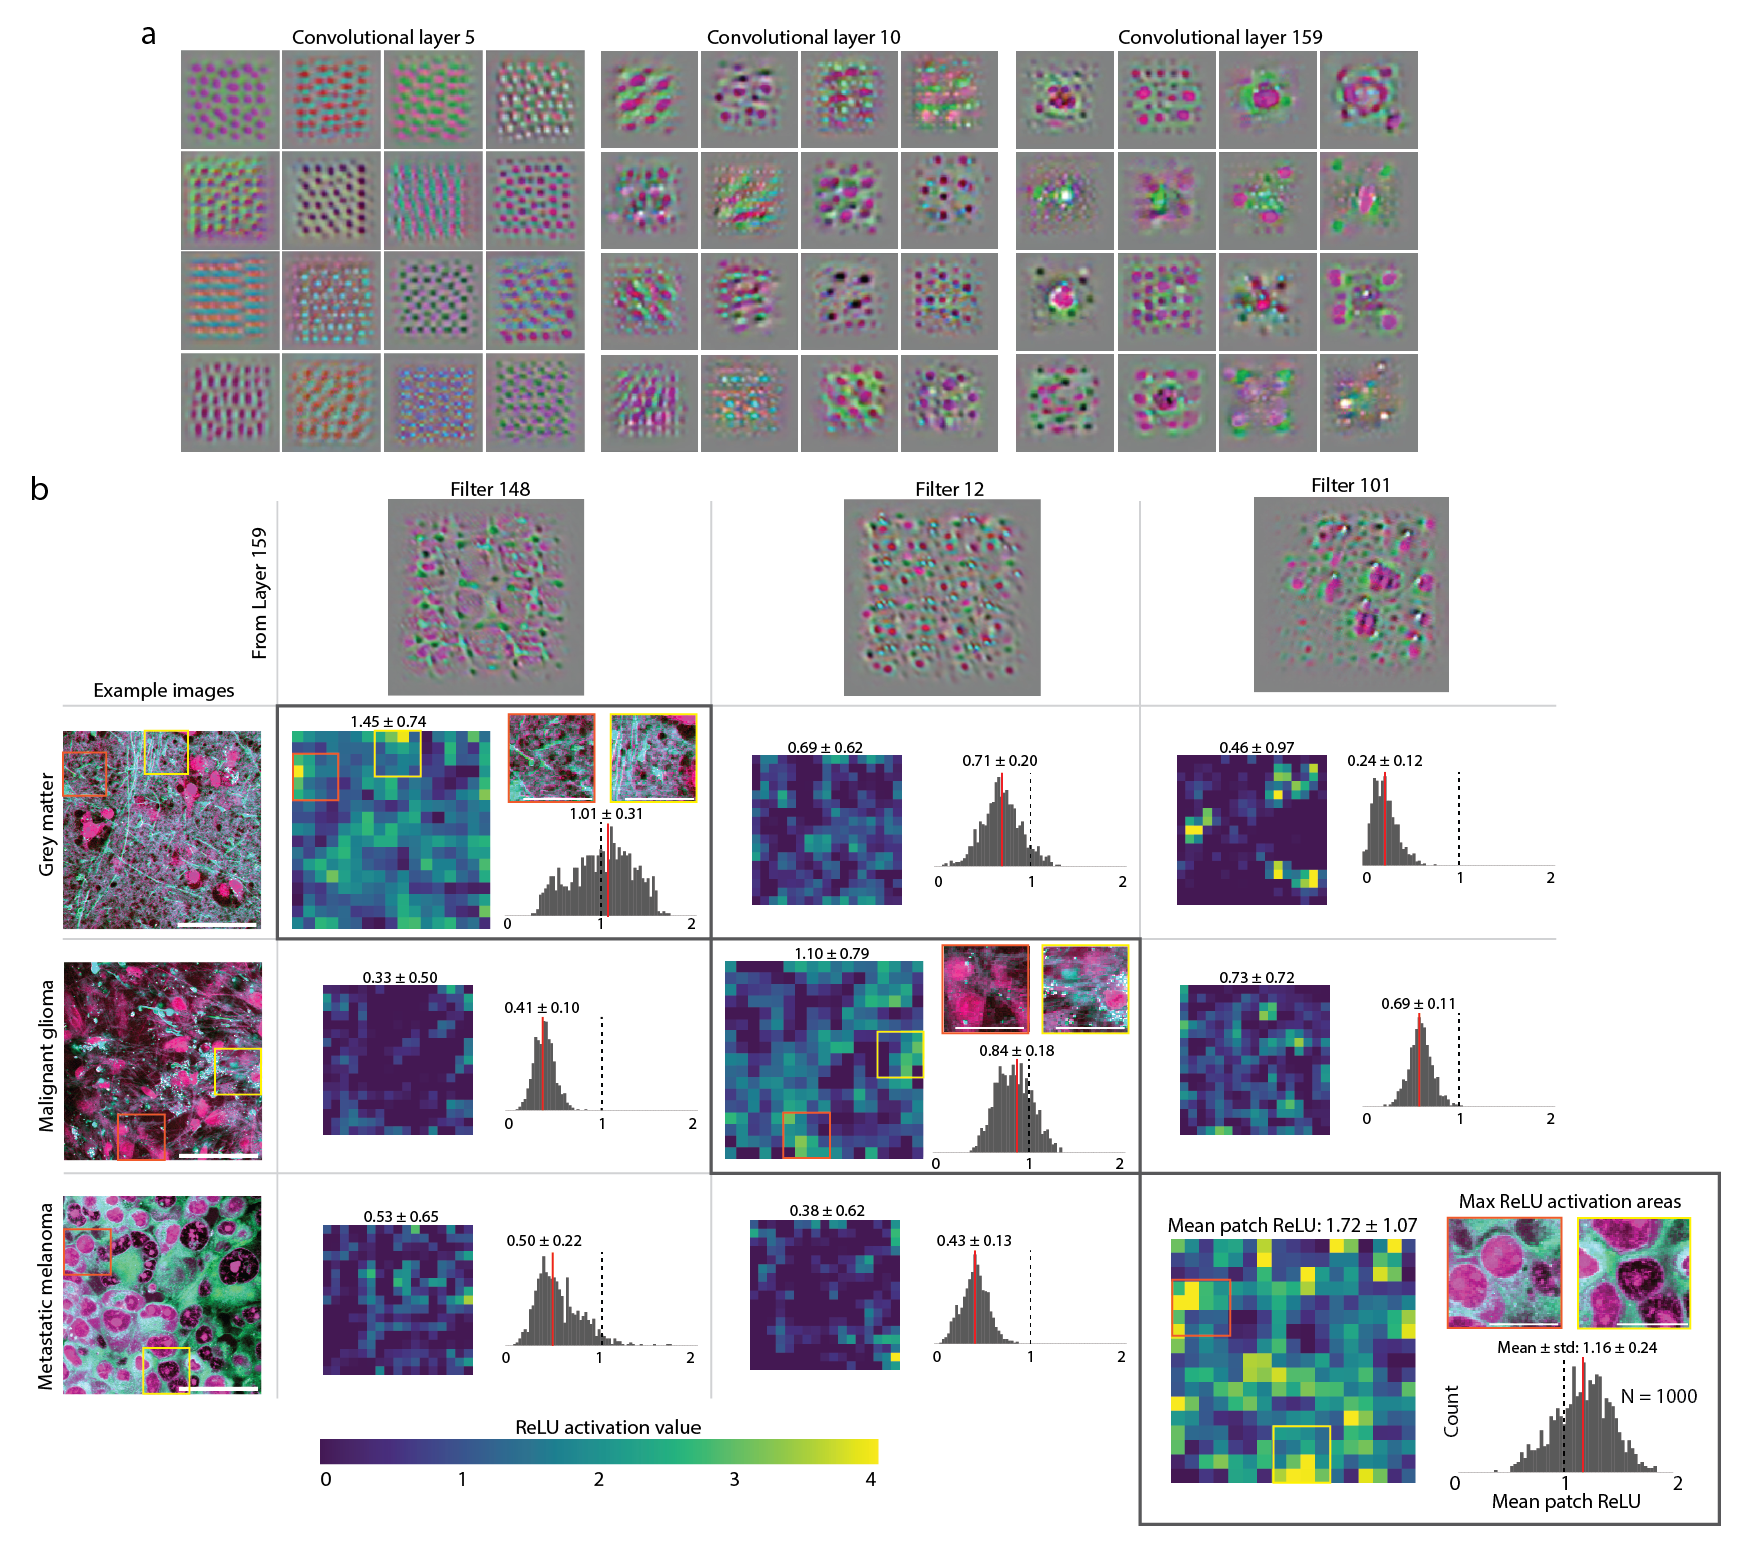 a
Convolutional layer 5
Convolutional layer 10
Convolutional layer 159
b
Filter 148
Filter 12
Filter 101
From Layer 159
Example images
Grey matter
1.45 ± 0.74
1.01 ± 0.31
0 1 2
0.69 ± 0.62
0.71 ± 0.20
0 1 2
0.46 ± 0.97
0.24 ± 0.12
0 1 2
Malignant glioma
0.33 ± 0.50
0.41 ± 0.10
0 1 2
1.10 ± 0.79
0.84 ± 0.18
0 1 2
0.73 ± 0.72
0.69 ± 0.11
0 1 2
Metastatic melanoma
0.53 ± 0.65
0.50 ± 0.22
0 1 2
0.38 ± 0.62
0.43 ± 0.13
0 1 2
Mean patch ReLU: 1.72 ± 1.07
Max ReLU activation areas
Mean ± std: 1.16 ± 0.24
N = 1000
Count
0 1 2
Mean patch ReLU
ReLU activation value
0 1 2 3 4